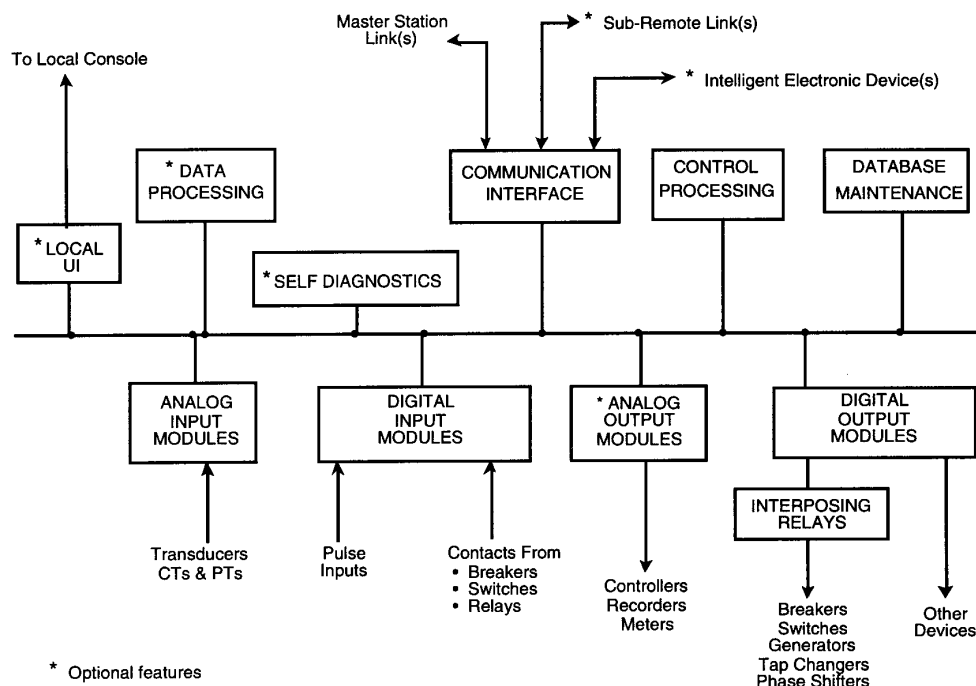 Master Station
Link(s)
* Sub-Remote Link(s)
To Local Console
* Intelligent Electronic Device(s)
* DATA
PROCESSING
COMMUNICATION
INTERFACE
CONTROL
PROCESSING
DATABASE
MAINTENANCE
* LOCAL
UI
* SELF DIAGNOSTICS
ANALOG
INPUT
MODULES
DIGITAL
INPUT
MODULES
* ANALOG
OUTPUT
MODULES
DIGITAL
OUTPUT
MODULES
INTERPOSING
RELAYS
Transducers
CTs & PTs
Pulse
Inputs
Contacts From
• Breakers
• Switches
• Relays
Controllers
Recorders
Meters
Breakers
Switches
Generators
Tap Changers
Phase Shifters
Other
Devices
* Optional features